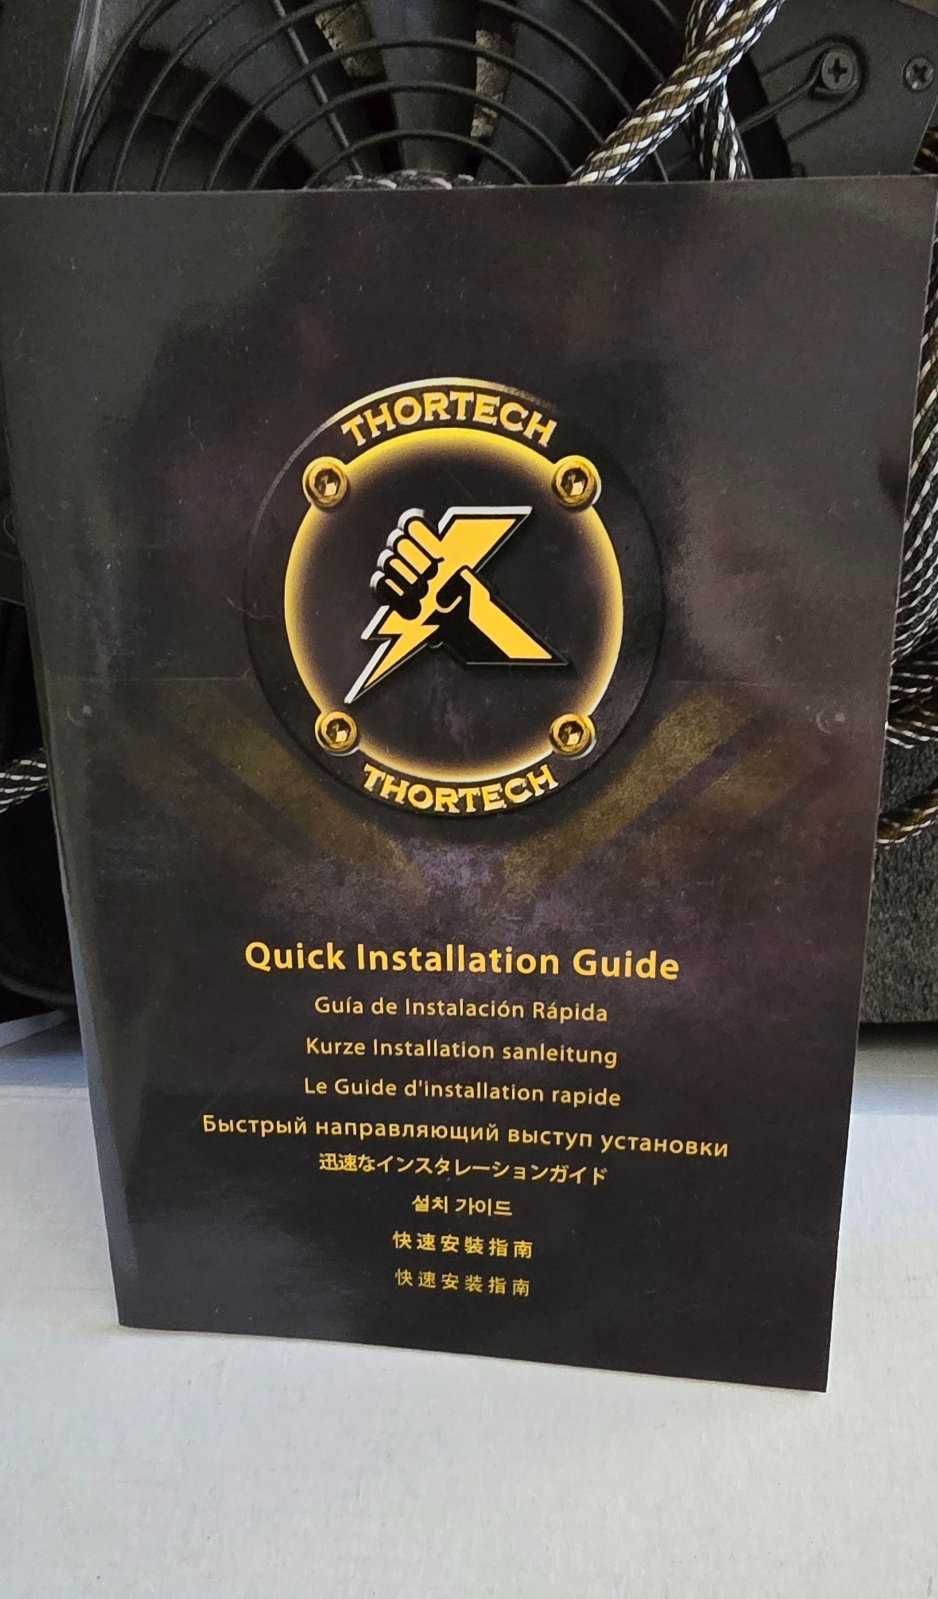 THORTECH
THORTECH
Quick Installation Guide
Guía de Instalación Rápida
Kurze Installation sanleitung
Le Guide d'installation rapide
Быстрый направляющий выступ установки
迅速なインスタレーションガイド
설치 가이드
快速安裝指南
快速安装指南